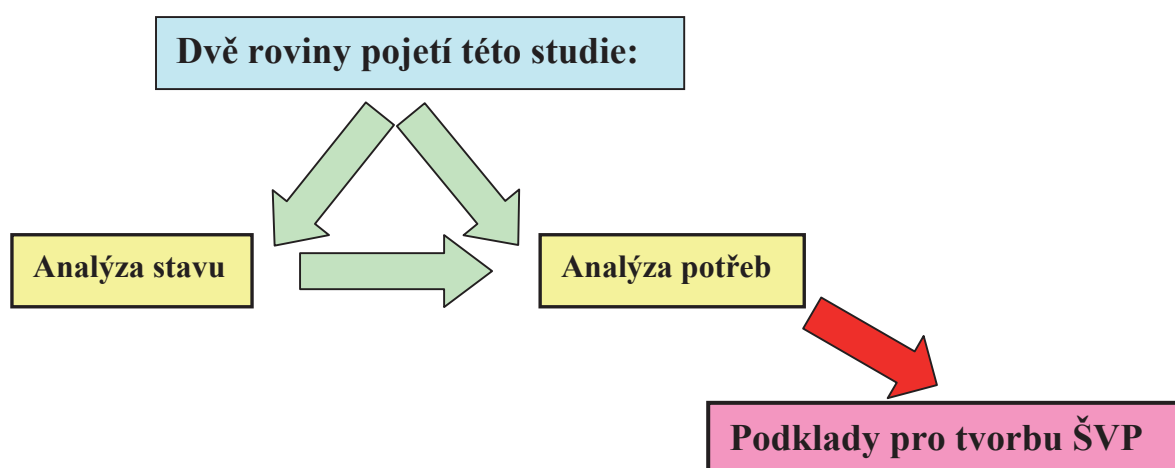 Dvě roviny pojetí této studie:
Analýza stavu
Analýza potřeb
Podklady pro tvorbu ŠVP